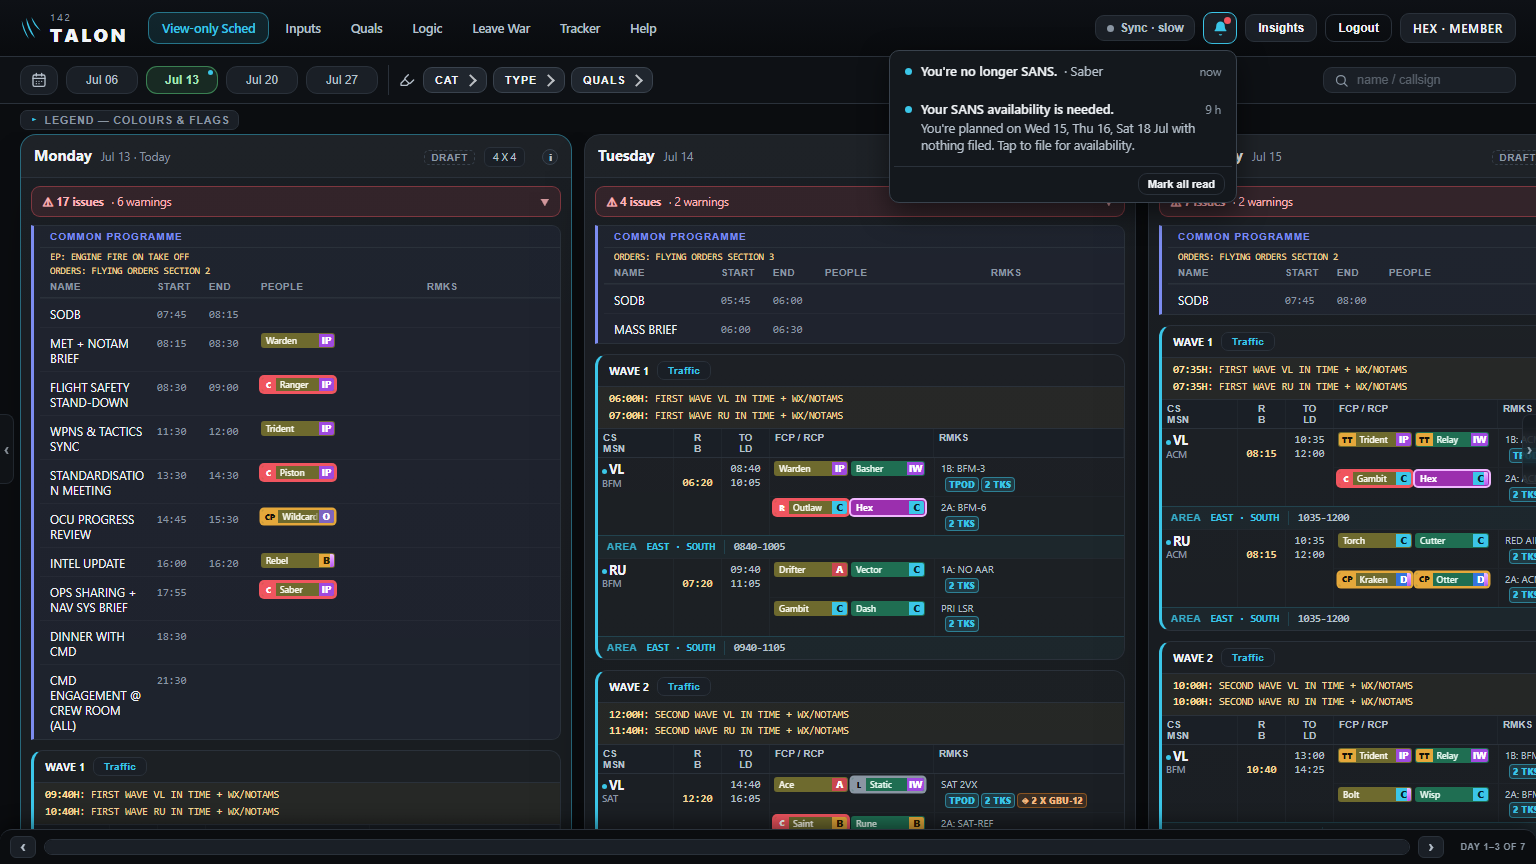 142
TALON
View-only Sched
Inputs
Quals
Logic
Leave War
Tracker
Help
Sync · slow
Insights
Logout
HEX · MEMBER
Jul 06
Jul 13
Jul 20
Jul 27
CAT
TYPE
QUALS
name / callsign
You're no longer SANS. · Saber
now
Your SANS availability is needed.
9 h
You're planned on Wed 15, Thu 16, Sat 18 Jul with
nothing filed. Tap to file for availability.
Mark all read
LEGEND — COLOURS & FLAGS
Monday Jul 13 · Today
DRAFT
4 X 4
i
17 issues · 6 warnings
COMMON PROGRAMME
EP: ENGINE FIRE ON TAKE OFF
ORDERS: FLYING ORDERS SECTION 2
NAME START END PEOPLE RMKS
SODB 07:45 08:15
MET + NOTAM 08:15 08:30 Warden IP
BRIEF
FLIGHT SAFETY 08:30 09:00 C Ranger IP
STAND-DOWN
WPNS & TACTICS 11:30 12:00 Trident IP
SYNC
STANDARDISATIO 13:30 14:30 C Piston IP
N MEETING
OCU PROGRESS 14:45 15:30 CP Wildcard O
REVIEW
INTEL UPDATE 16:00 16:20 Rebel B
OPS SHARING + 17:55 C Saber IP
NAV SYS BRIEF
DINNER WITH 18:30
CMD
CMD 21:30
ENGAGEMENT @
CREW ROOM
(ALL)
WAVE 1 Traffic
09:40H: FIRST WAVE VL IN TIME + WX/NOTAMS
10:40H: FIRST WAVE RU IN TIME + WX/NOTAMS
Tuesday Jul 14
4 issues · 2 warnings
COMMON PROGRAMME
ORDERS: FLYING ORDERS SECTION 3
NAME START END PEOPLE RMKS
SODB 05:45 06:00
MASS BRIEF 06:00 06:30
WAVE 1 Traffic
06:00H: FIRST WAVE VL IN TIME + WX/NOTAMS
07:00H: FIRST WAVE RU IN TIME + WX/NOTAMS
CS R TO FCP / RCP RMKS
MSN B LD
VL 08:40 Warden IP Basher IW 1B: BFM-3
BFM 06:20 10:05 TPOD 2 TKS
R Outlaw C Hex C 2A: BFM-6
2 TKS
AREA EAST · SOUTH 0840-1005
RU 09:40 Drifter A Vector C 1A: NO AAR
BFM 07:20 11:05 2 TKS
Gambit C Dash C PRI LSR
2 TKS
AREA EAST · SOUTH 0940-1105
WAVE 2 Traffic
12:00H: SECOND WAVE VL IN TIME + WX/NOTAMS
11:40H: SECOND WAVE RU IN TIME + WX/NOTAMS
CS R TO FCP / RCP RMKS
MSN B LD
VL 14:40 Ace A L Static IW SAT 2VX
SAT 12:20 16:05 TPOD 2 TKS 2 X GBU-12
C Saint B Rune B 2A: SAT-REF
y Jul 15
DRAFT
issues · 2 warnings
COMMON PROGRAMME
ORDERS: FLYING ORDERS SECTION 2
NAME START END PEOPLE
SODB 07:45 08:00
WAVE 1 Traffic
07:35H: FIRST WAVE VL IN TIME + WX/NOTAMS
07:35H: FIRST WAVE RU IN TIME + WX/NOTAMS
CS R TO FCP / RCP RMKS
MSN B LD
VL 10:35 TT Trident IP TT Relay IW 1B:
ACM 08:15 12:00
C Gambit C Hex C 2A:
2 TKS
AREA EAST · SOUTH 1035-1200
RU 10:35 Torch C Cutter C RED AI
ACM 08:15 12:00 2 TKS
CP Kraken D CP Otter D 2A: AC
2 TKS
AREA EAST · SOUTH 1035-1200
WAVE 2 Traffic
10:00H: SECOND WAVE VL IN TIME + WX/NOTAMS
10:00H: SECOND WAVE RU IN TIME + WX/NOTAMS
CS R TO FCP / RCP RMKS
MSN B LD
VL 13:00 TT Trident IP TT Relay IW 1B: BFM
BFM 10:40 14:25 2 TKS
Bolt C Wisp C 2A: BFM
2 TKS
DAY 1–3 OF 7